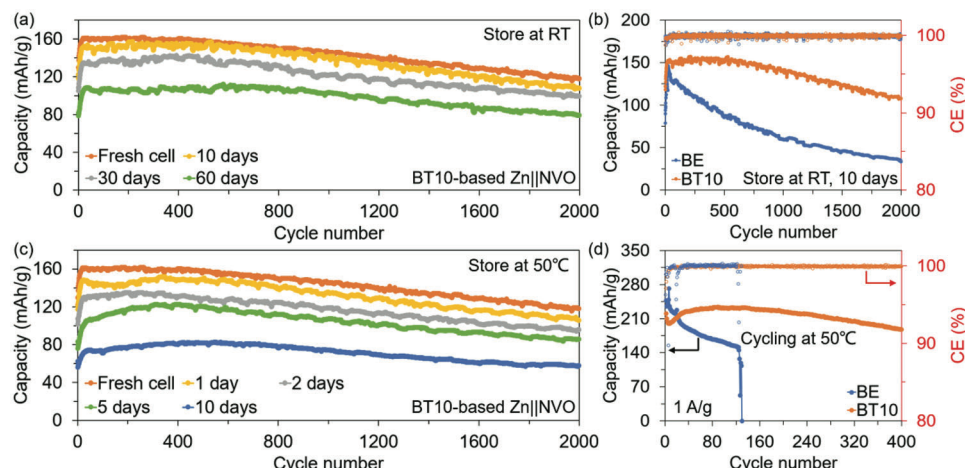 (a)
Store at RT
Capacity (mAh/g)
160
120
80
40
0
Fresh cell
10 days
30 days
60 days
BT10-based Zn||NVO
0
400
800
1200
1600
2000
Cycle number
(b)
Capacity (mAh/g)
200
150
100
50
0
100
95
90
85
80
CE (%)
BE
BT10
Store at RT, 10 days
0
500
1000
1500
2000
Cycle number
(c)
Store at 50℃
Capacity (mAh/g)
160
120
80
40
0
Fresh cell
1 day
2 days
5 days
10 days
BT10-based Zn||NVO
0
400
800
1200
1600
2000
Cycle number
(d)
Capacity (mAh/g)
350
280
210
140
70
0
100
95
90
85
80
CE (%)
Cycling at 50℃
1 A/g
BE
BT10
0
80
160
240
320
400
Cycle number